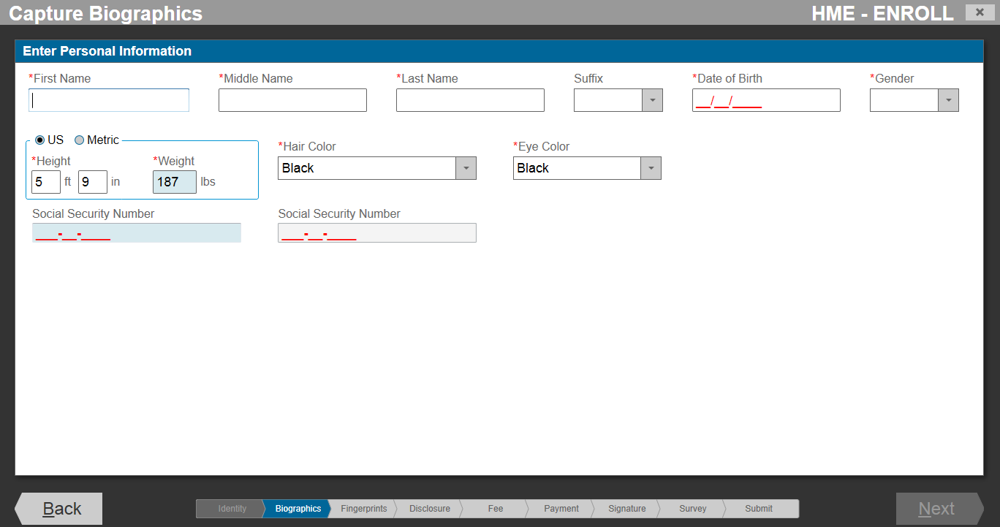 Capture Biographics
HME - ENROLL
Enter Personal Information
*First Name *Middle Name *Last Name Suffix *Date of Birth *Gender
__/__/____
US Metric
*Height *Weight
5 ft 9 in 187 lbs
*Hair Color *Eye Color
Black Black
Social Security Number Social Security Number
___-__-____ ___-__-____
Back
Identity Biographics Fingerprints Disclosure Fee Payment Signature Survey Submit
Next